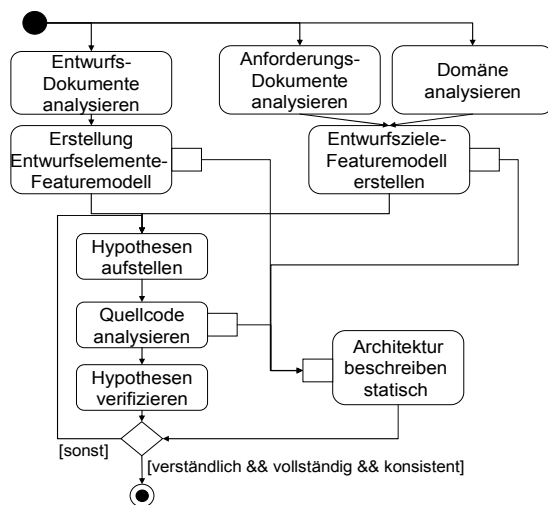 Entwurfs-
Dokumente
analysieren
Anforderungs-
Dokumente
analysieren
Domäne
analysieren
Erstellung
Entwurfselemente-
Featuremodell
Entwurfsziele-
Featuremodell
erstellen
Hypothesen
aufstellen
Quellcode
analysieren
Architektur
beschreiben
statisch
Hypothesen
verifizieren
[sonst]
[verständlich && vollständig && konsistent]